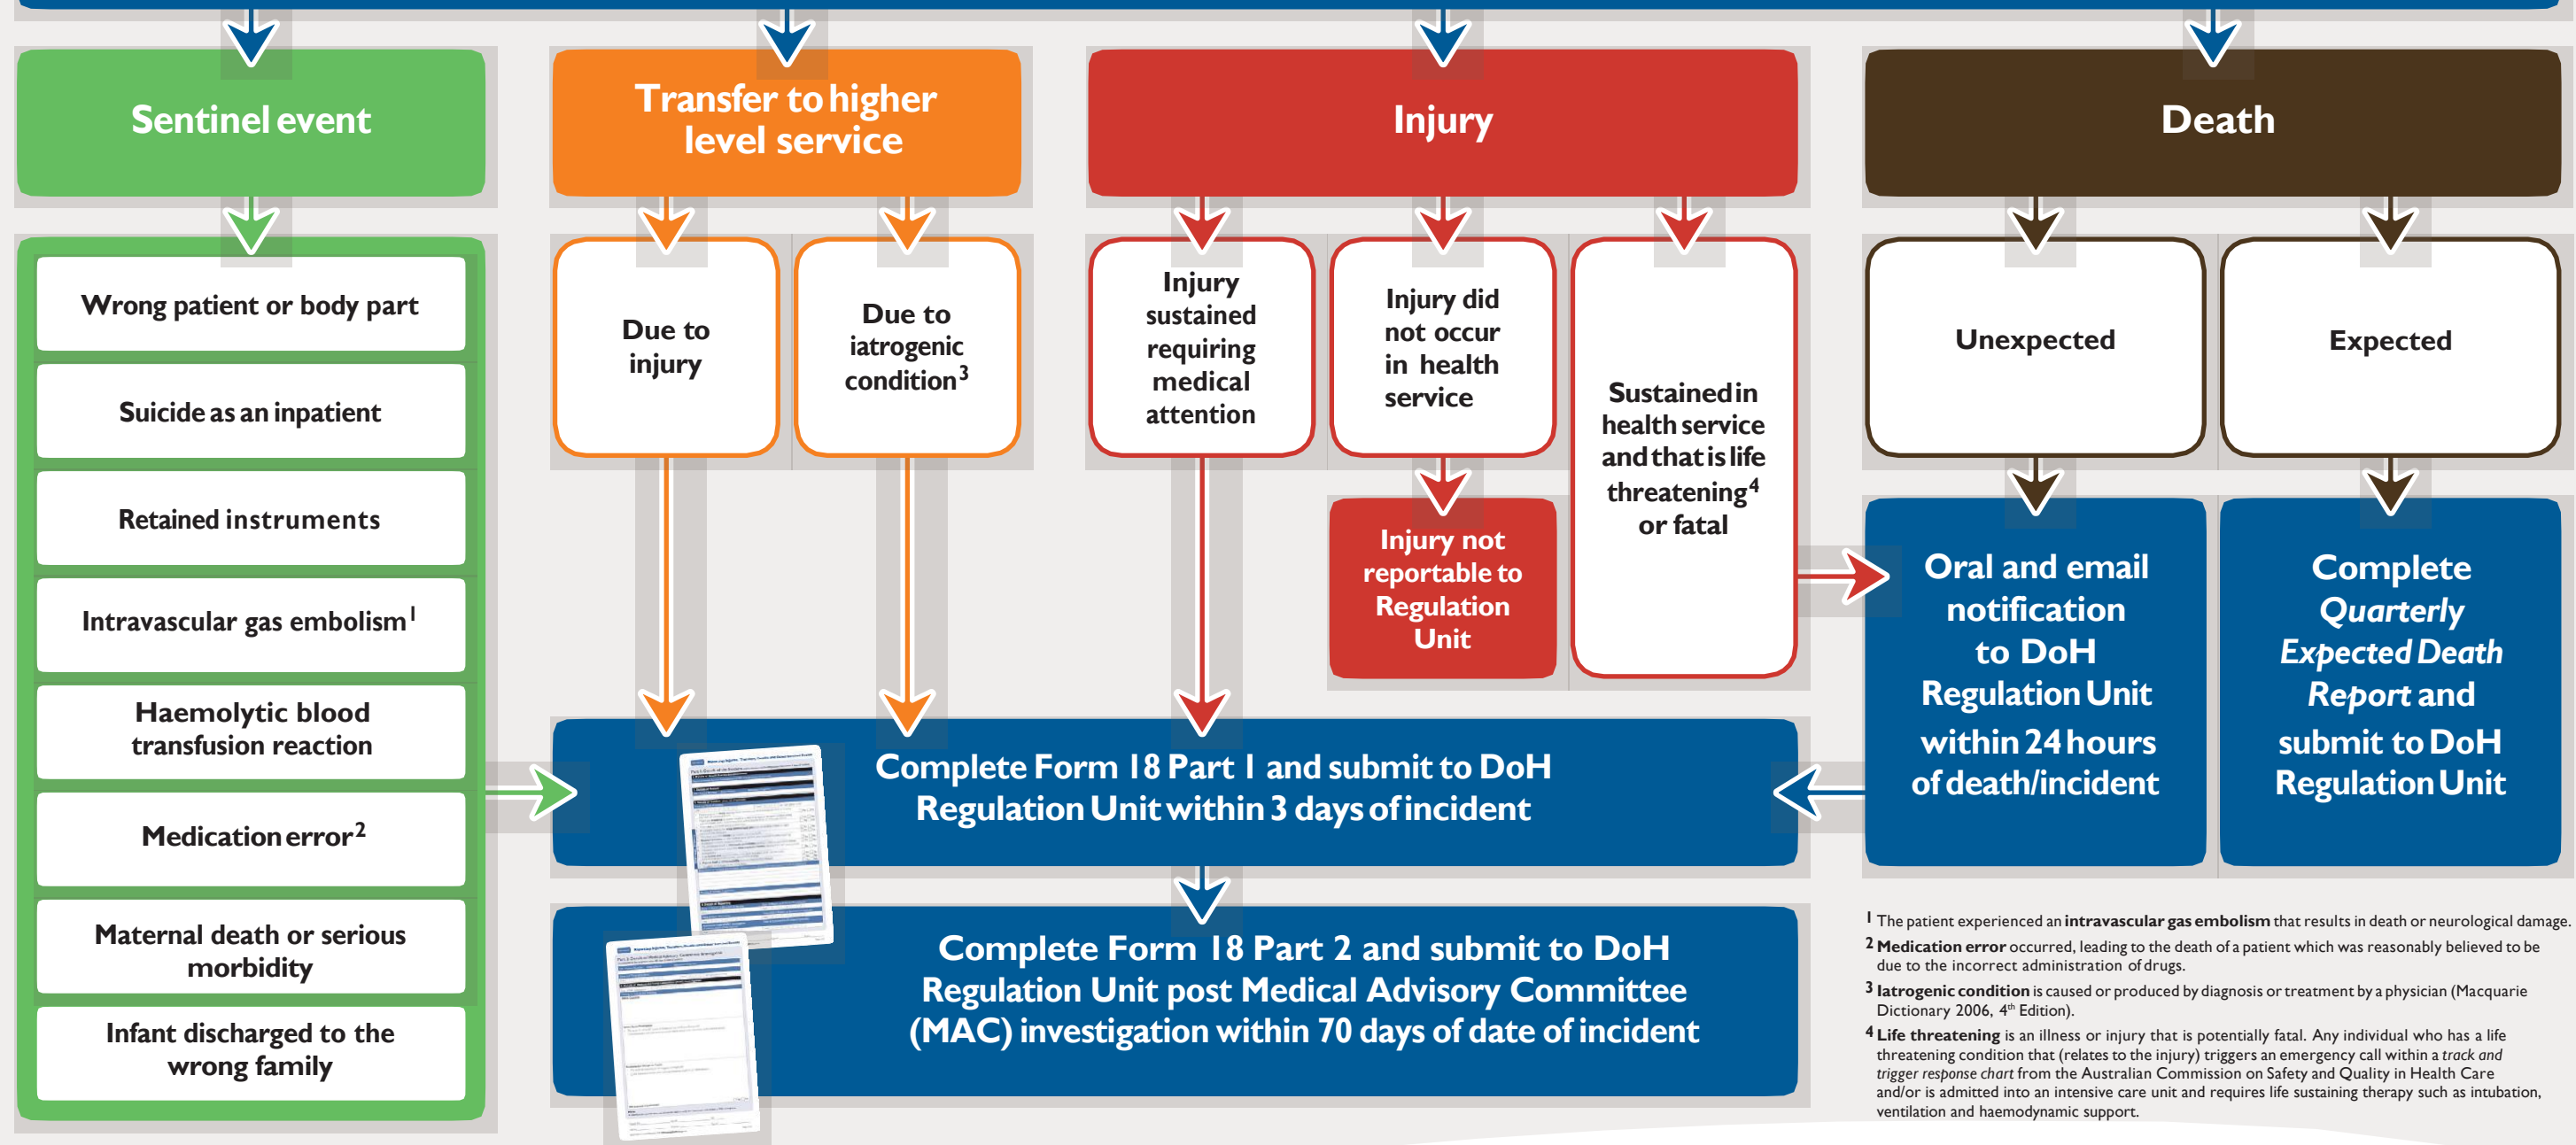 Sentinel event
Transfer to higher
level service
Injury
Death
Wrong patient or body part
Suicide as an inpatient
Retained instruments
Intravascular gas embolism1
Haemolytic blood
transfusion reaction
Medication error2
Maternal death or serious
morbidity
Infant discharged to the
wrong family
Due to
injury
Due to
iatrogenic
condition3
Injury
sustained
requiring
medical
attention
Injury did
not occur
in health
service
Injury not
reportable to
Regulation
Unit
Sustained in
health service
and that is life
threatening4
or fatal
Unexpected
Expected
Oral and email
notification
to DoH
Regulation Unit
within 24 hours
of death/incident
Complete
Quarterly
Expected Death
Report and
submit to DoH
Regulation Unit
Complete Form 18 Part 1 and submit to DoH
Regulation Unit within 3 days of incident
Complete Form 18 Part 2 and submit to DoH
Regulation Unit post Medical Advisory Committee
(MAC) investigation within 70 days of date of incident
1 The patient experienced an intravascular gas embolism that results in death or neurological damage.
2 Medication error occurred, leading to the death of a patient which was reasonably believed to be
due to the incorrect administration of drugs.
3 Iatrogenic condition is caused or produced by diagnosis or treatment by a physician (Macquarie
Dictionary 2006, 4th Edition).
4 Life threatening is an illness or injury that is potentially fatal. Any individual who has a life
threatening condition that (relates to the injury) triggers an emergency call within a track and
trigger response chart from the Australian Commission on Safety and Quality in Health Care
and/or is admitted into an intensive care unit and requires life sustaining therapy such as intubation,
ventilation and haemodynamic support.